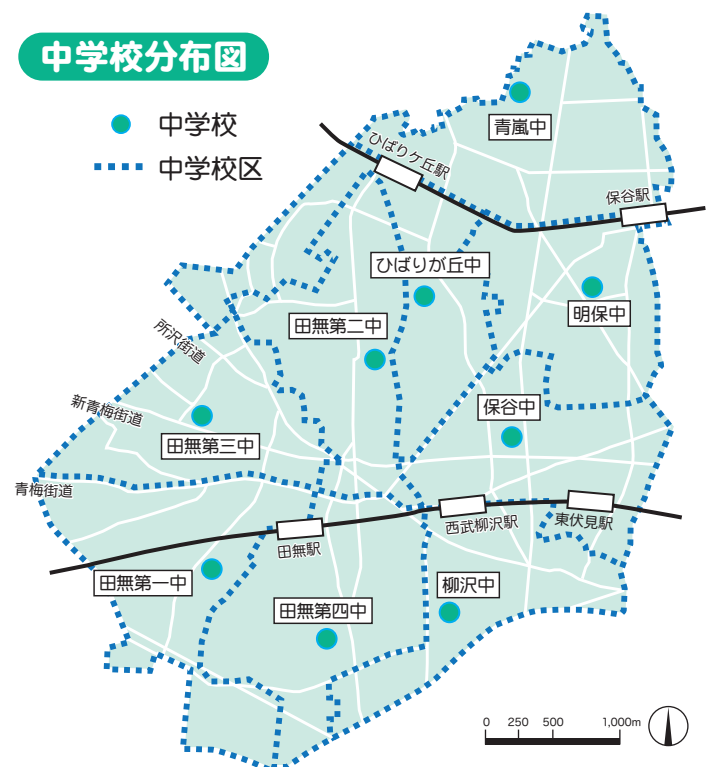 中学校分布図
中学校
中学校区
青嵐中
ひばりケ丘駅
保谷駅
ひばりが丘中
明保中
田無第二中
所沢街道
新青梅街道
保谷中
田無第三中
青梅街道
西武柳沢駅
東伏見駅
田無駅
田無第一中
柳沢中
田無第四中
0 250 500 1,000m